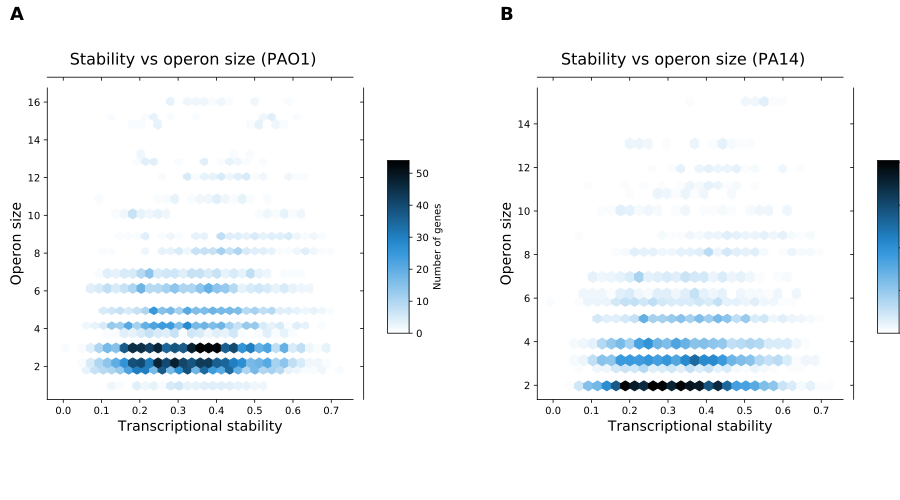 A
B
Stability vs operon size (PAO1)
Stability vs operon size (PA14)
16
14
12
10
8
6
4
2
Operon size
0.0 0.1 0.2 0.3 0.4 0.5 0.6 0.7
Transcriptional stability
50
40
30
20
10
0
Number of genes
14
12
10
8
6
4
2
Operon size
0.0 0.1 0.2 0.3 0.4 0.5 0.6 0.7
Transcriptional stability